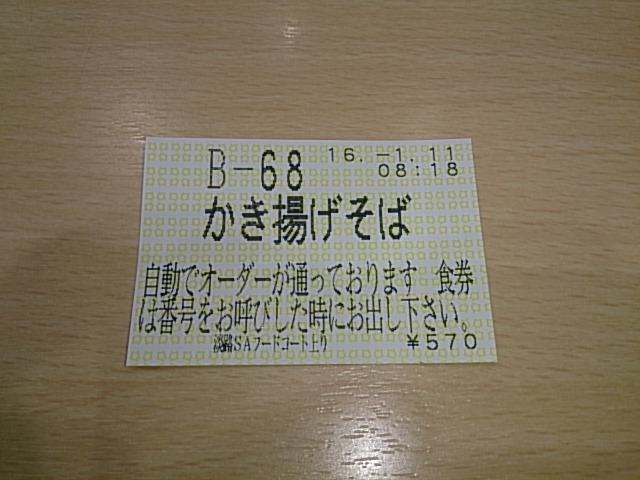 B-68
16.-1.11
08:18
かき揚げそば
自動でオーダーが通っております 食券
は番号をお呼びした時にお出し下さい。
淡路SAフードコート上り
¥570